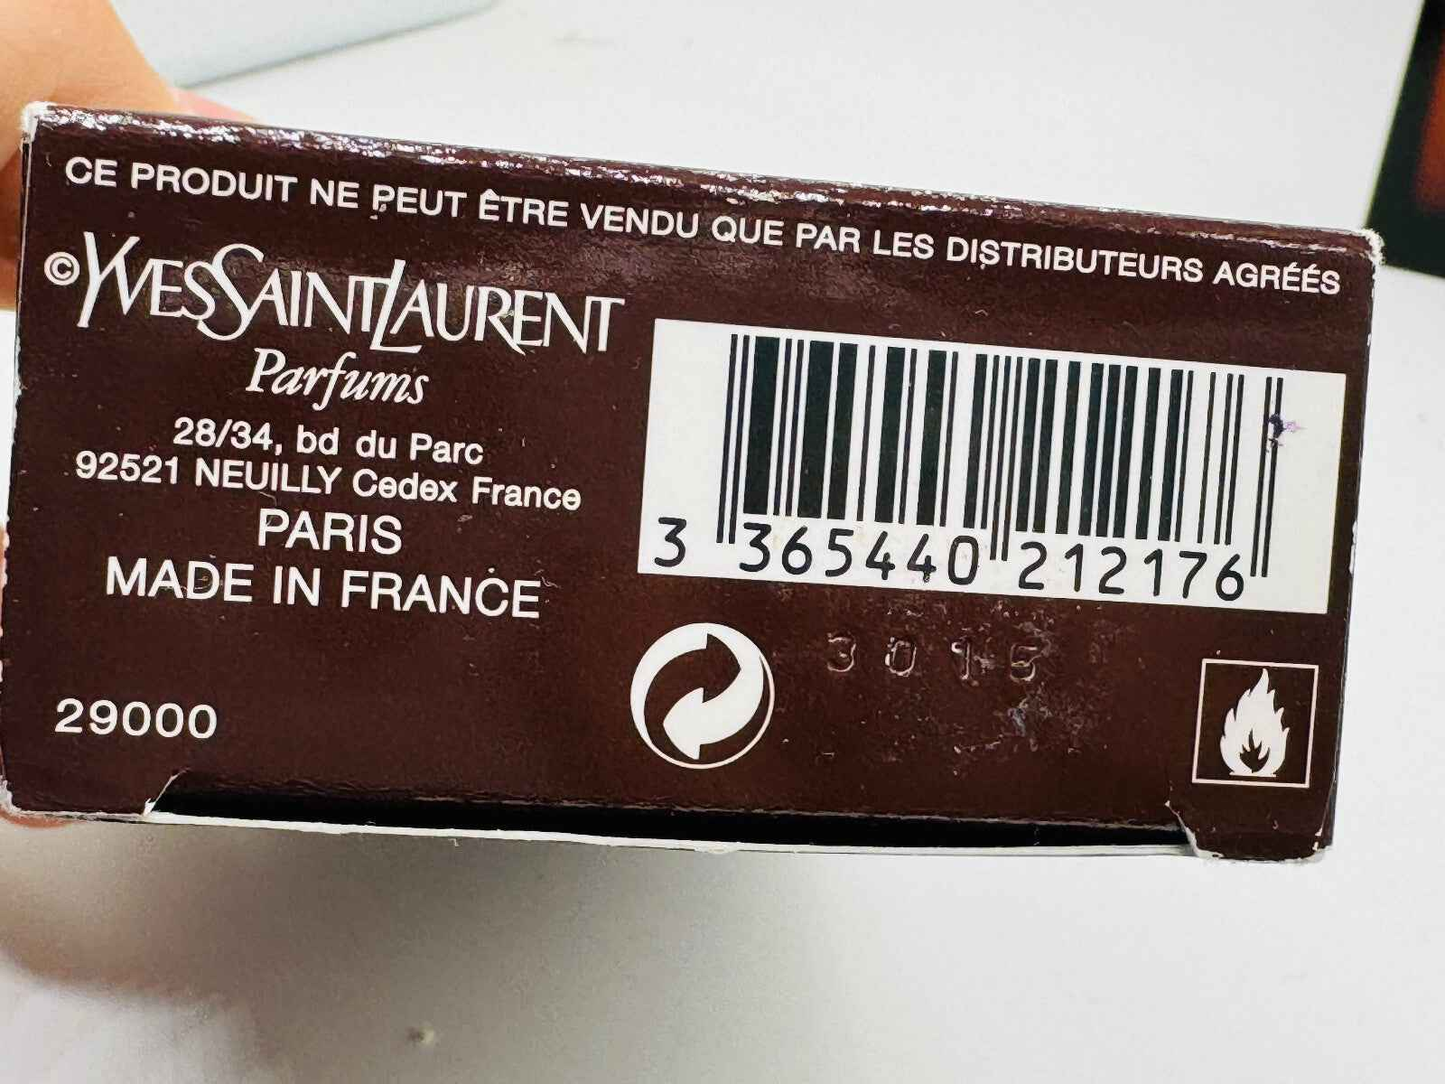 CE PRODUIT NE PEUT ÊTRE VENDU QUE PAR LES DISTRIBUTEURS AGRÉÉS
©YVESSAINTLAURENT
Parfums
28/34, bd du Parc
92521 NEUILLY Cedex France
PARIS
MADE IN FRANCE
29000
3 365440 212176
3015